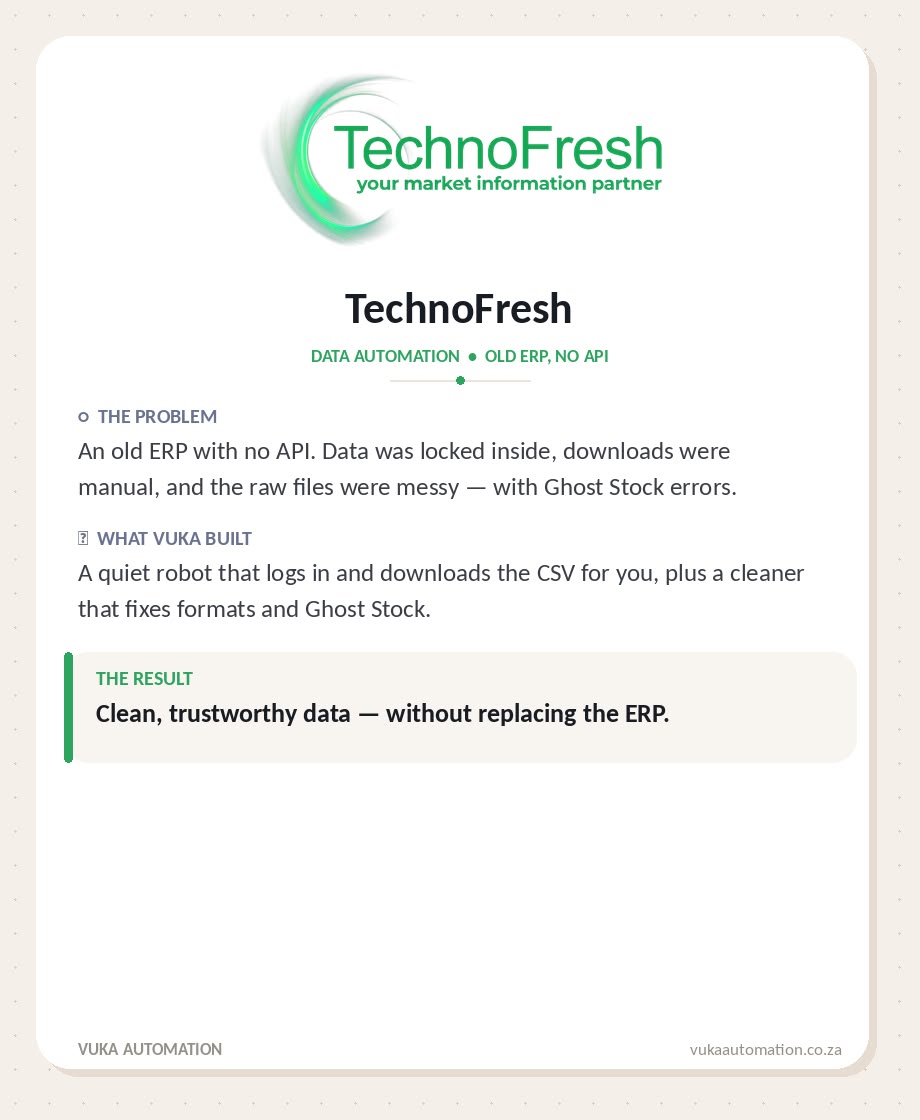 TechnoFresh
your market information partner
TechnoFresh
DATA AUTOMATION ● OLD ERP, NO API
THE PROBLEM
An old ERP with no API. Data was locked inside, downloads were
manual, and the raw files were messy — with Ghost Stock errors.
WHAT VUKA BUILT
A quiet robot that logs in and downloads the CSV for you, plus a cleaner
that fixes formats and Ghost Stock.
THE RESULT
Clean, trustworthy data — without replacing the ERP.
VUKA AUTOMATION
vukaautomation.co.za